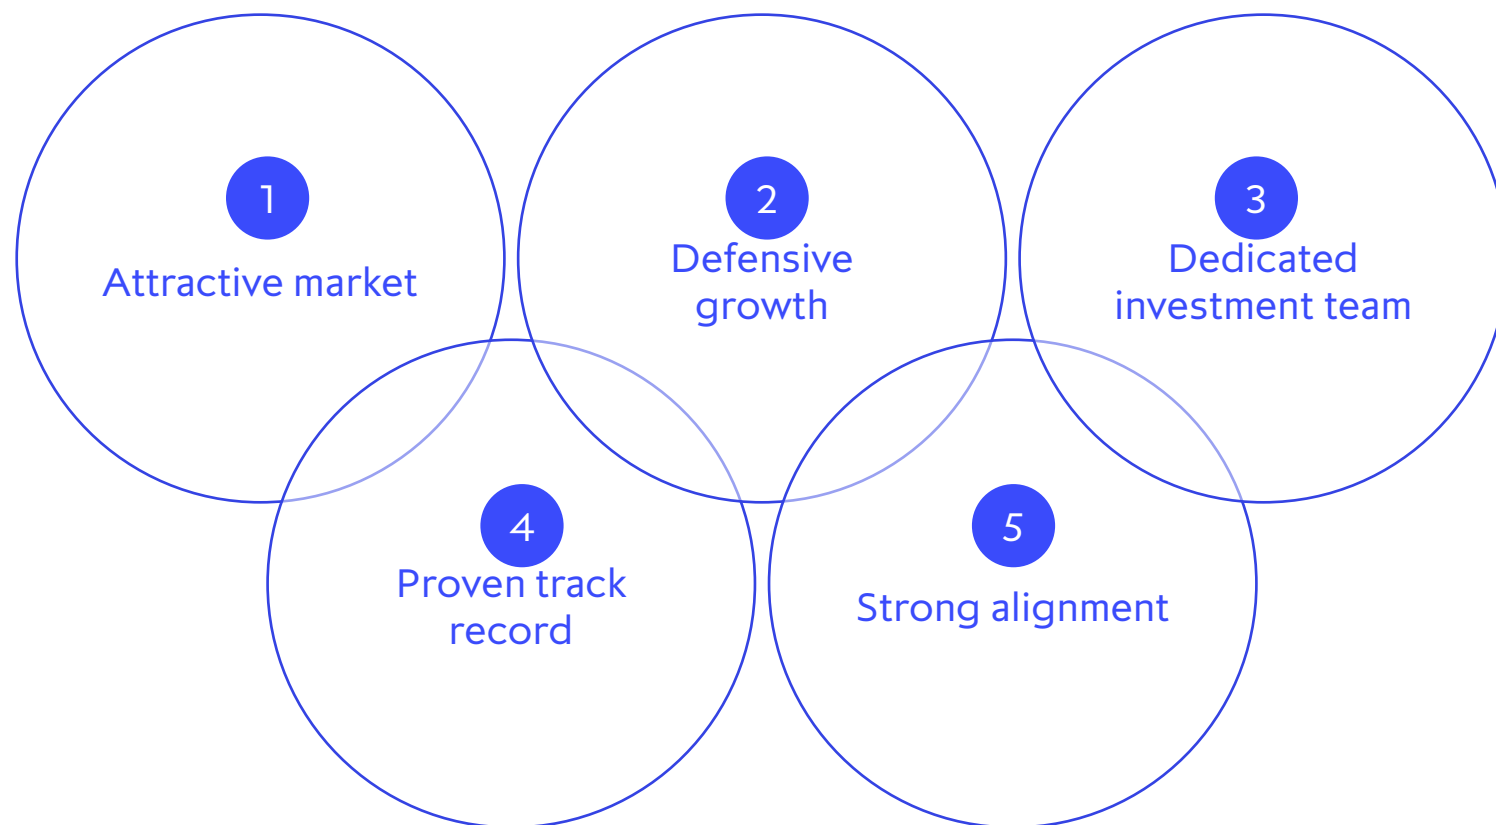 1
Attractive market
2
Defensive
growth
3
Dedicated
investment team
4
Proven track
record
5
Strong alignment